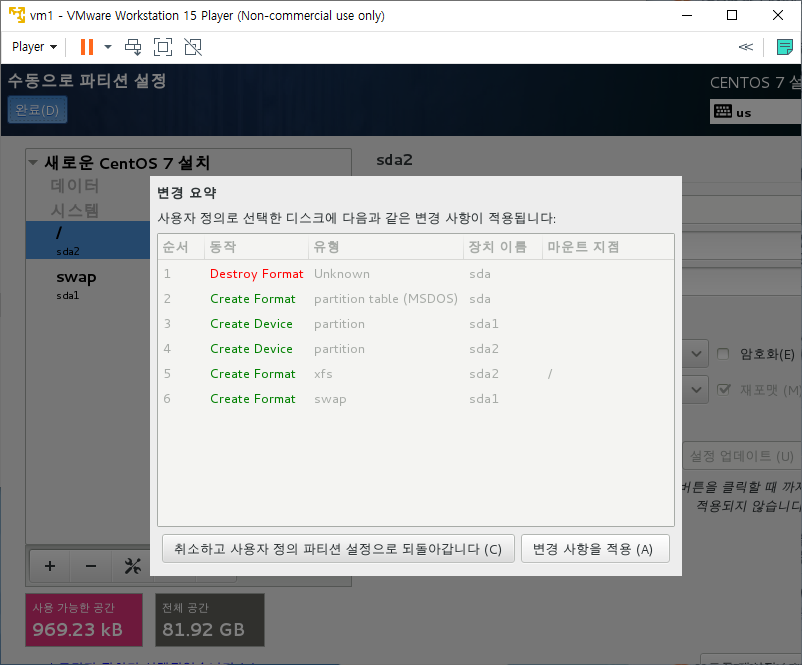 vm1 - VMware Workstation 15 Player (Non-commercial use only)
Player
수동으로 파티션 설정
완료(D)
CENTOS 7 설
us
새로운 CentOS 7 설치
데이터
시스템
/
sda2
swap
sda1
sda2
변경 요약
사용자 정의로 선택한 디스크에 다음과 같은 변경 사항이 적용됩니다:
순서 동작 유형 장치 이름 마운트 지점
1 Destroy Format Unknown sda
2 Create Format partition table (MSDOS) sda
3 Create Device partition sda1
4 Create Device partition sda2
5 Create Format xfs sda2 /
6 Create Format swap sda1
취소하고 사용자 정의 파티션 설정으로 되돌아갑니다 (C)
변경 사항을 적용 (A)
암호화(E)
재포맷 (M
설정 업데이트 (U)
버튼을 클릭할 때 까지
적용되지 않습니다
사용 가능한 공간
969.23 kB
전체 공간
81.92 GB